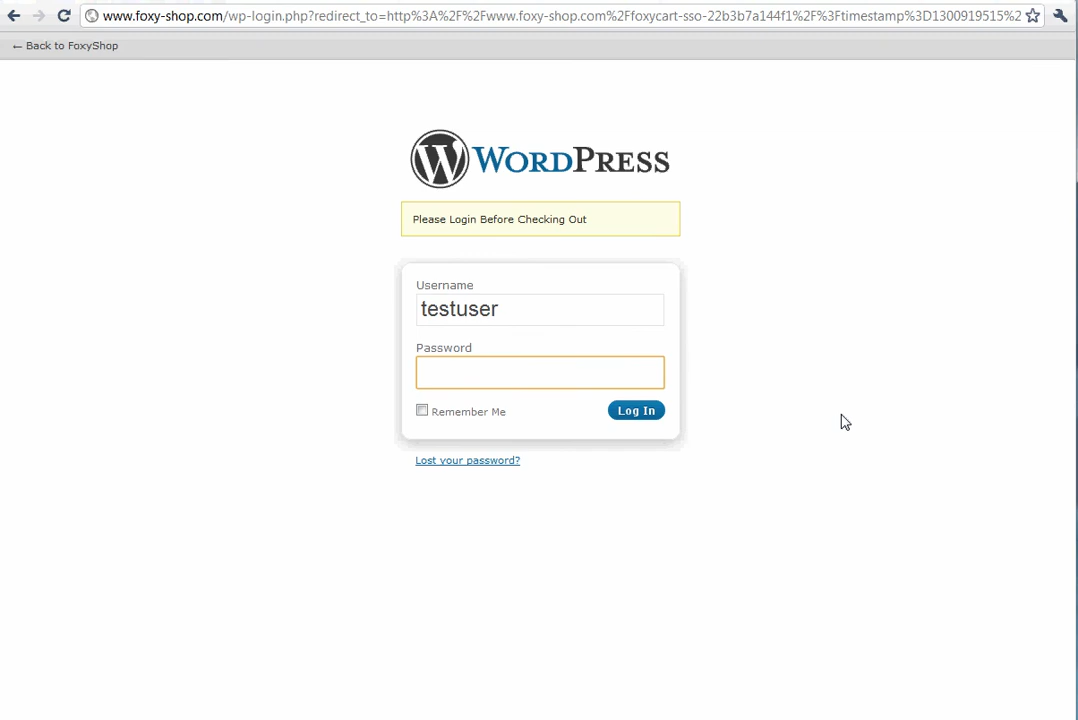 www.foxy-shop.com/wp-login.php?redirect_to=http%3A%2F%2Fwww.foxy-shop.com%2Ffoxycart-sso-22b3b7a144f1%2F%3Ftimestamp%3D1300919515%2
← Back to FoxyShop
WORDPRESS
Please Login Before Checking Out
Username
testuser
Password
Remember Me
Log In
Lost your password?